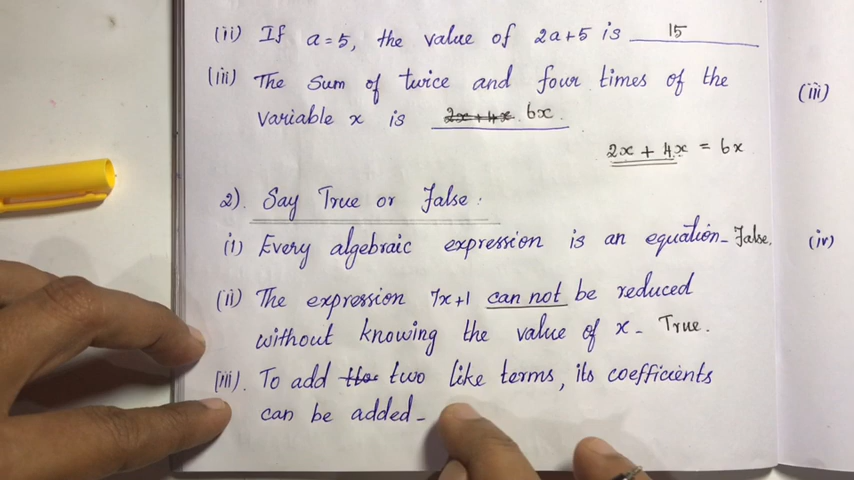 (ii) If a=5, the value of 2a+5 is 15
(iii) The Sum of twice and four times of the
variable x is 2x+4x 6x.
2x + 4x = 6x
2). Say True or False:
(i) Every algebraic expression is an equation- False.
(ii) The expression 7x+1 can not be reduced
without knowing the value of x- True.
(iii). To add two like terms, its coefficients
can be added-
(iii)
(iv)